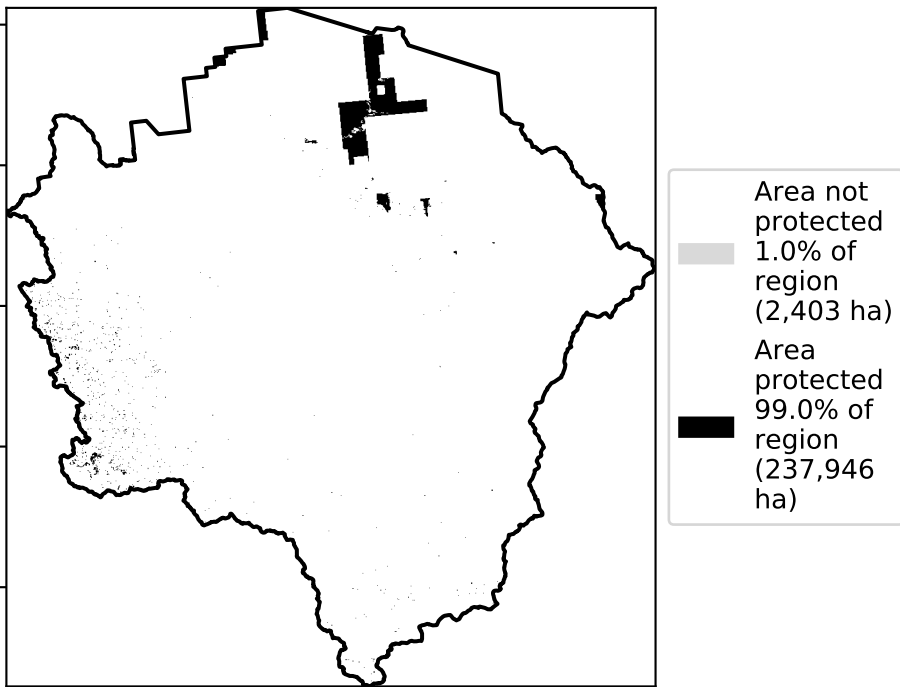 Area not
protected
1.0% of
region
(2,403 ha)
Area
protected
99.0% of
region
(237,946
ha)